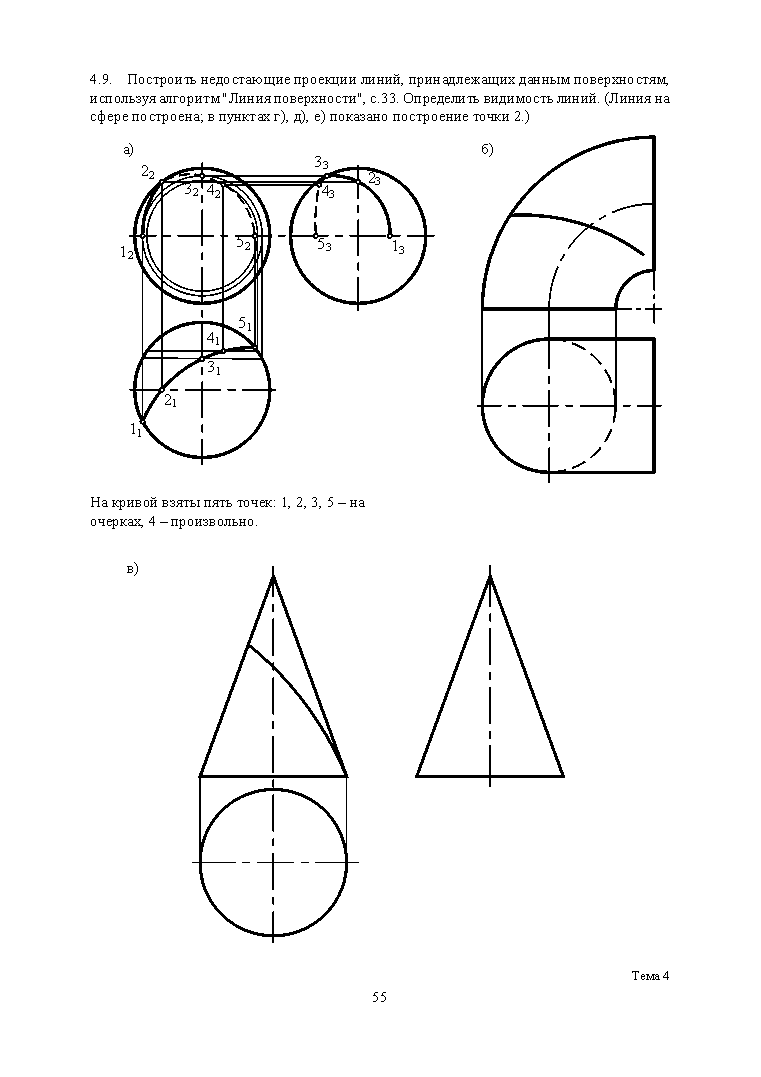 4.9. Построить недостающие проекции линий, принадлежащих данным поверхностям,
используя алгоритм "Линия поверхности", с.33. Определить видимость линий. (Линия на
сфере построена; в пунктах г), д), е) показано построение точки 2.)
а)
б)
2₂
3₂
4₂
3₃
2₃
4₃
1₂
5₂
5₃
1₃
5₁
4₁
3₁
2₁
1₁
На кривой взяты пять точек: 1, 2, 3, 5 – на
очерках, 4 – произвольно.
в)
Тема 4
55